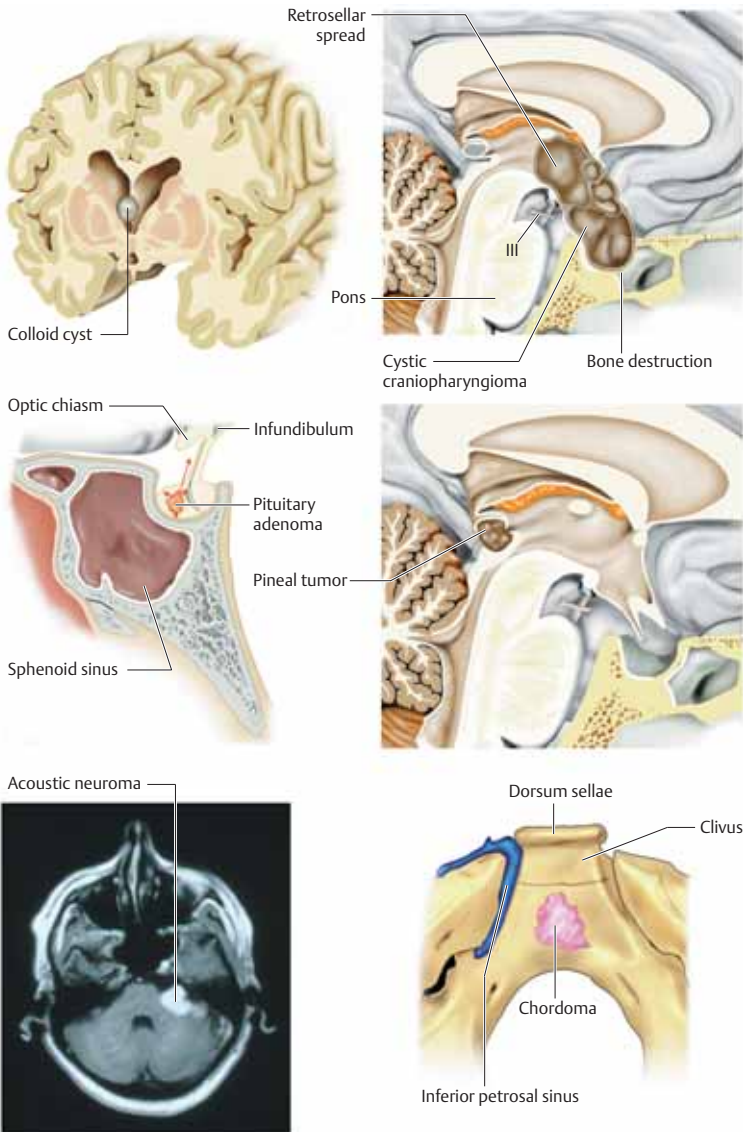 Retrosellar
spread
III
Pons
Colloid cyst
Cystic
craniopharyngioma
Bone destruction
Optic chiasm
Infundibulum
Pituitary
adenoma
Pineal tumor
Sphenoid sinus
Acoustic neuroma
Dorsum sellae
Clivus
Chordoma
Inferior petrosal sinus